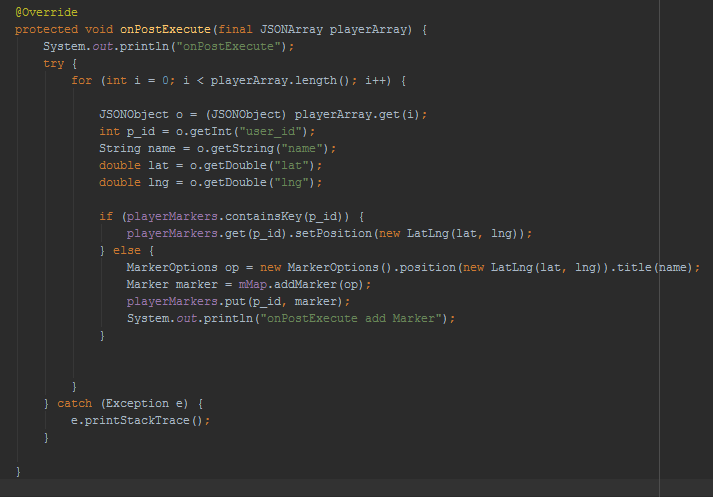 @Override
protected void onPostExecute(final JSONArray playerArray) {
    System.out.println("onPostExecute");
    try {
        for (int i = 0; i < playerArray.length(); i++) {
            JSONObject o = (JSONObject) playerArray.get(i);
            int p_id = o.getInt("user_id");
            String name = o.getString("name");
            double lat = o.getDouble("lat");
            double lng = o.getDouble("lng");
            if (playerMarkers.containsKey(p_id)) {
                playerMarkers.get(p_id).setPosition(new LatLng(lat, lng));
            } else {
                MarkerOptions op = new MarkerOptions().position(new LatLng(lat, lng)).title(name);
                Marker marker = mMap.addMarker(op);
                playerMarkers.put(p_id, marker);
                System.out.println("onPostExecute add Marker");
            }
        }
    } catch (Exception e) {
        e.printStackTrace();
    }
}